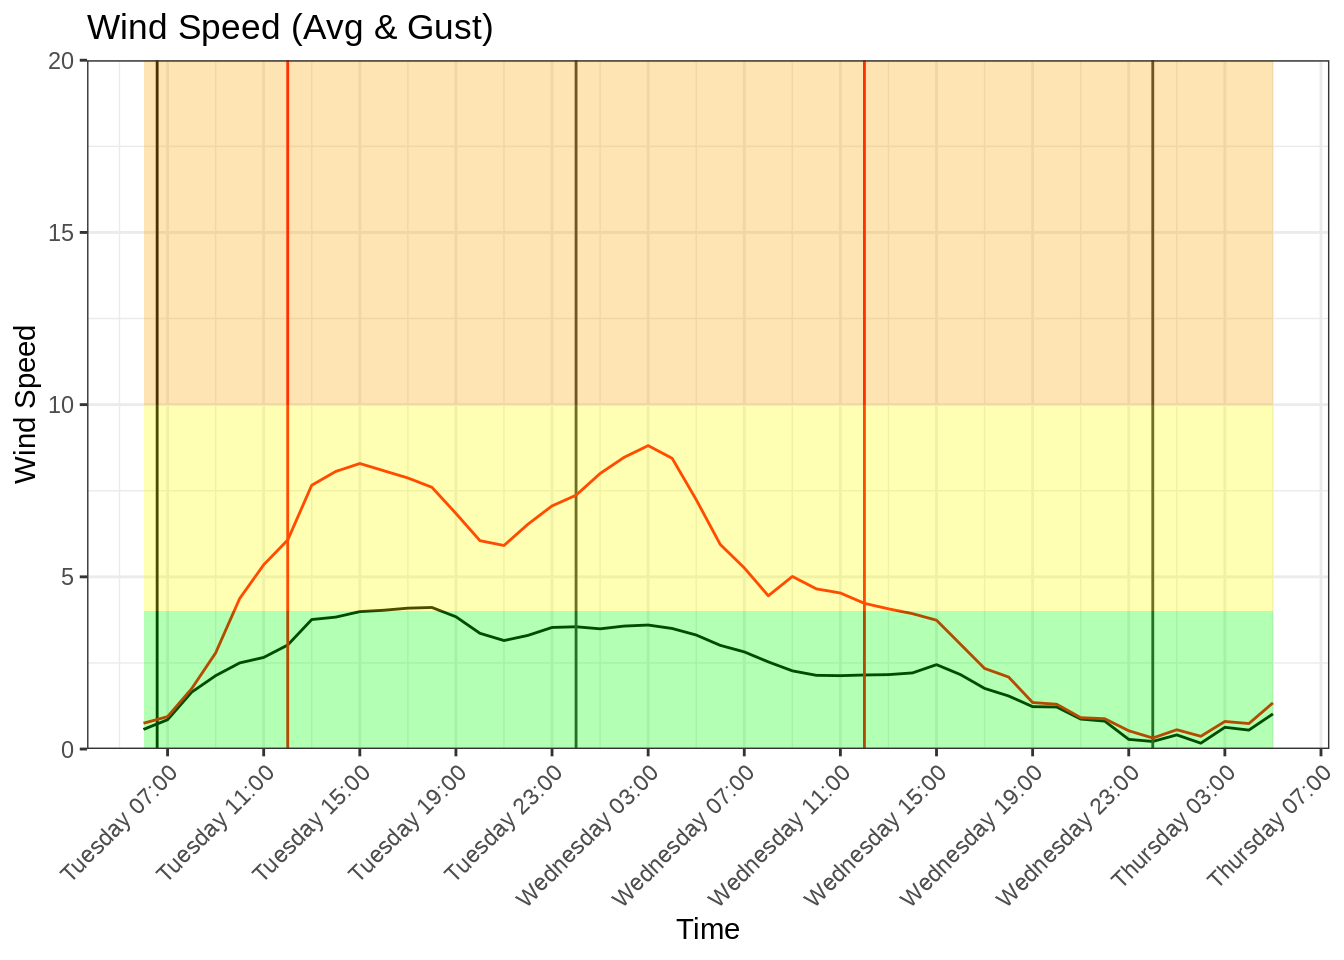 Wind Speed (Avg & Gust)
20
15
10
5
0
Wind Speed
Tuesday 07:00
Tuesday 11:00
Tuesday 15:00
Tuesday 19:00
Tuesday 23:00
Wednesday 03:00
Wednesday 07:00
Wednesday 11:00
Wednesday 15:00
Wednesday 19:00
Wednesday 23:00
Thursday 03:00
Thursday 07:00
Time